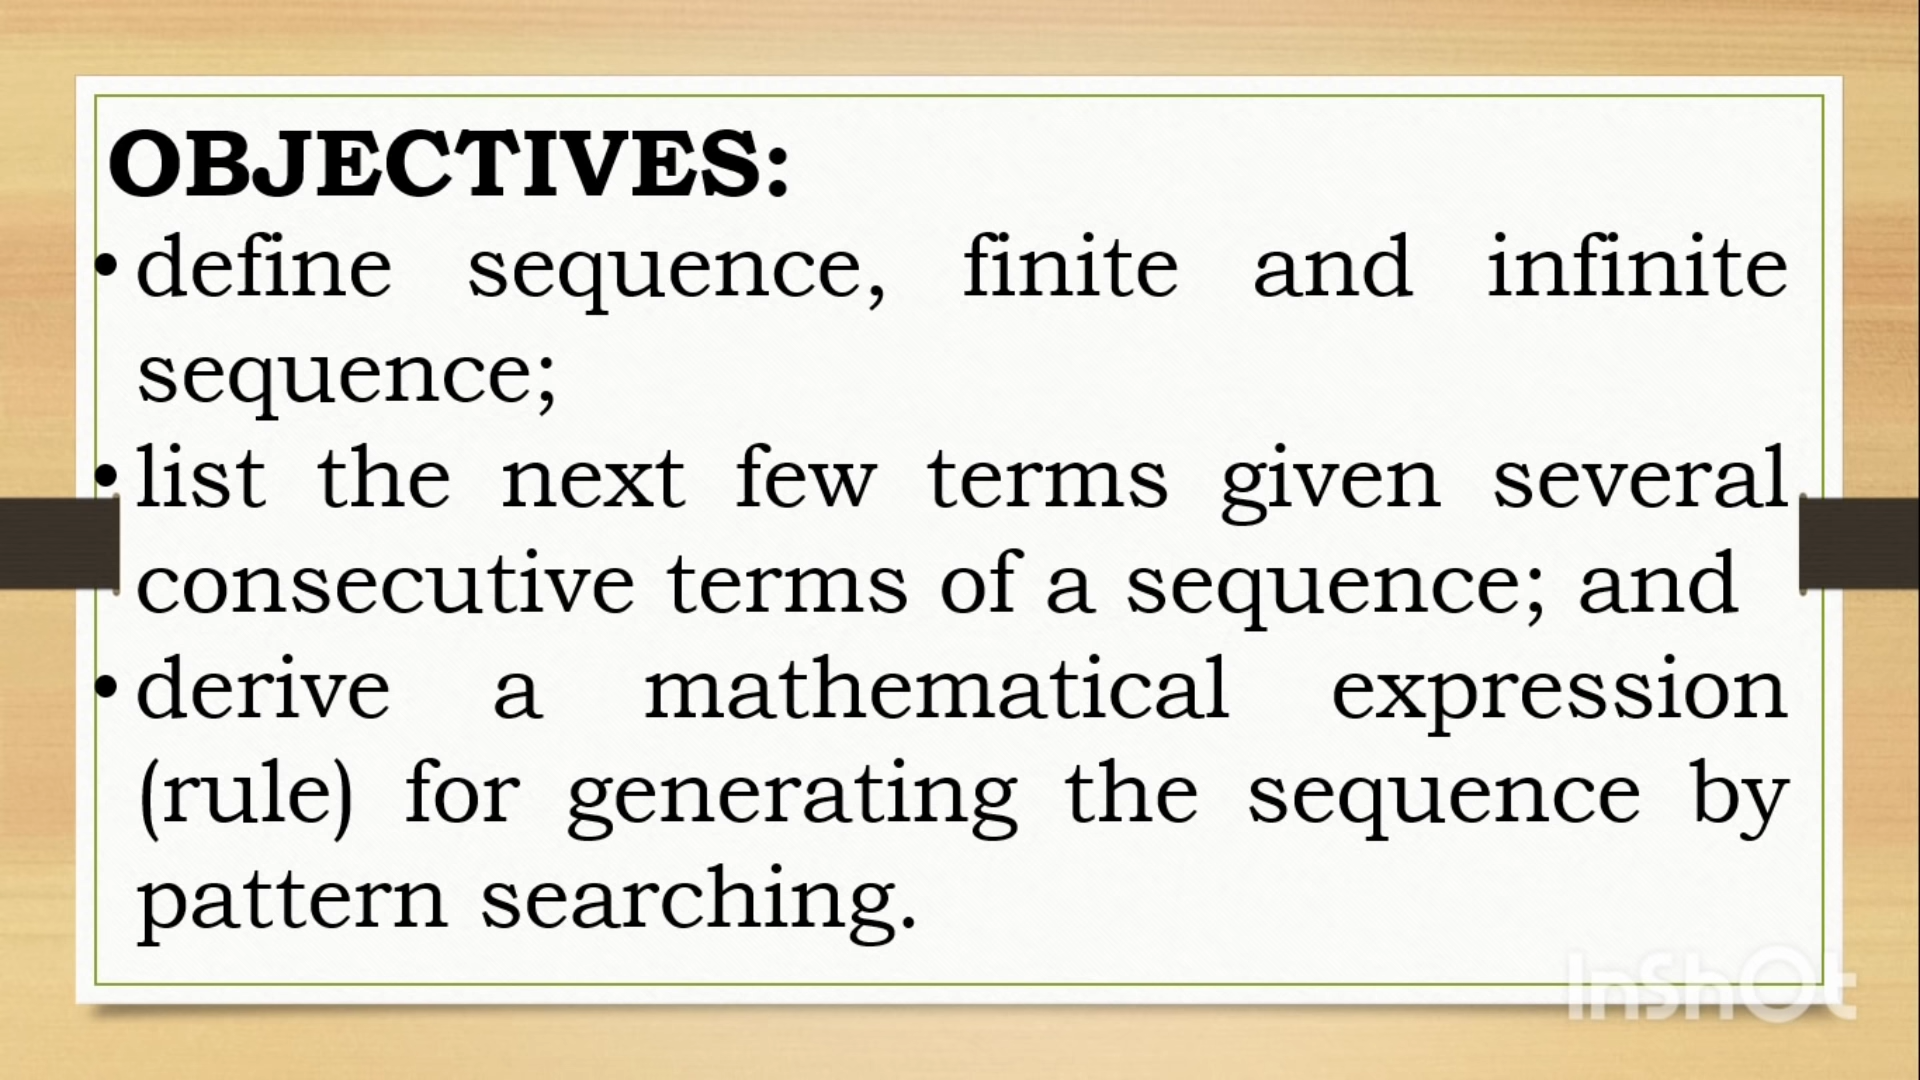 OBJECTIVES:
• define sequence, finite and infinite
sequence;
• list the next few terms given several
consecutive terms of a sequence; and
• derive a mathematical expression
(rule) for generating the sequence by
pattern searching.
InShOt